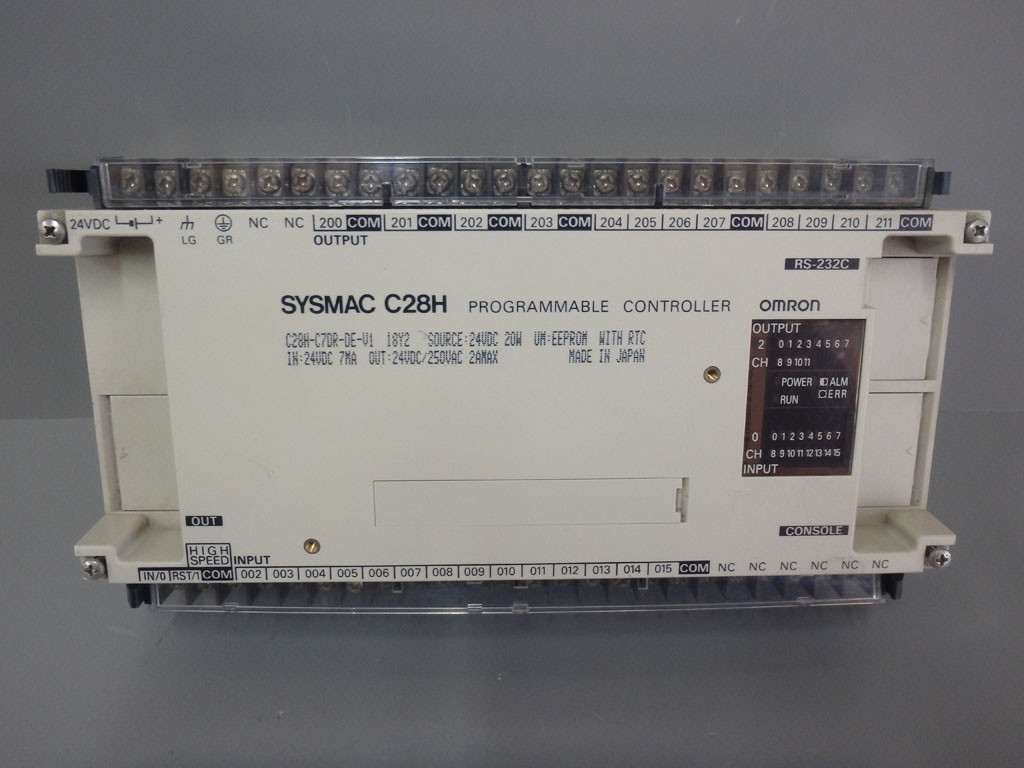 24VDC + LG GR NC NC 200 COM 201 COM 202 COM 203 COM 204 205 206 207 COM 208 209 210 211 COM
OUTPUT
RS-232C
SYSMAC C28H PROGRAMMABLE CONTROLLER OMRON
C28H-C7DR-DE-V1 18Y2 SOURCE:24VDC 20W UM:EEPROM WITH RTC
IN:24VDC 7MA OUT:24VDC/250VAC 2AMAX MADE IN JAPAN
OUTPUT
2 0 1 2 3 4 5 6 7
CH 8 9 10 11
POWER ALM
RUN ERR
0 0 1 2 3 4 5 6 7
CH 8 9 10 11 12 13 14 15
INPUT
OUT
CONSOLE
HIGH
SPEED INPUT
IN/0 RST/1 COM 002 003 004 005 006 007 008 009 010 011 012 013 014 015 COM NC NC NC NC NC NC